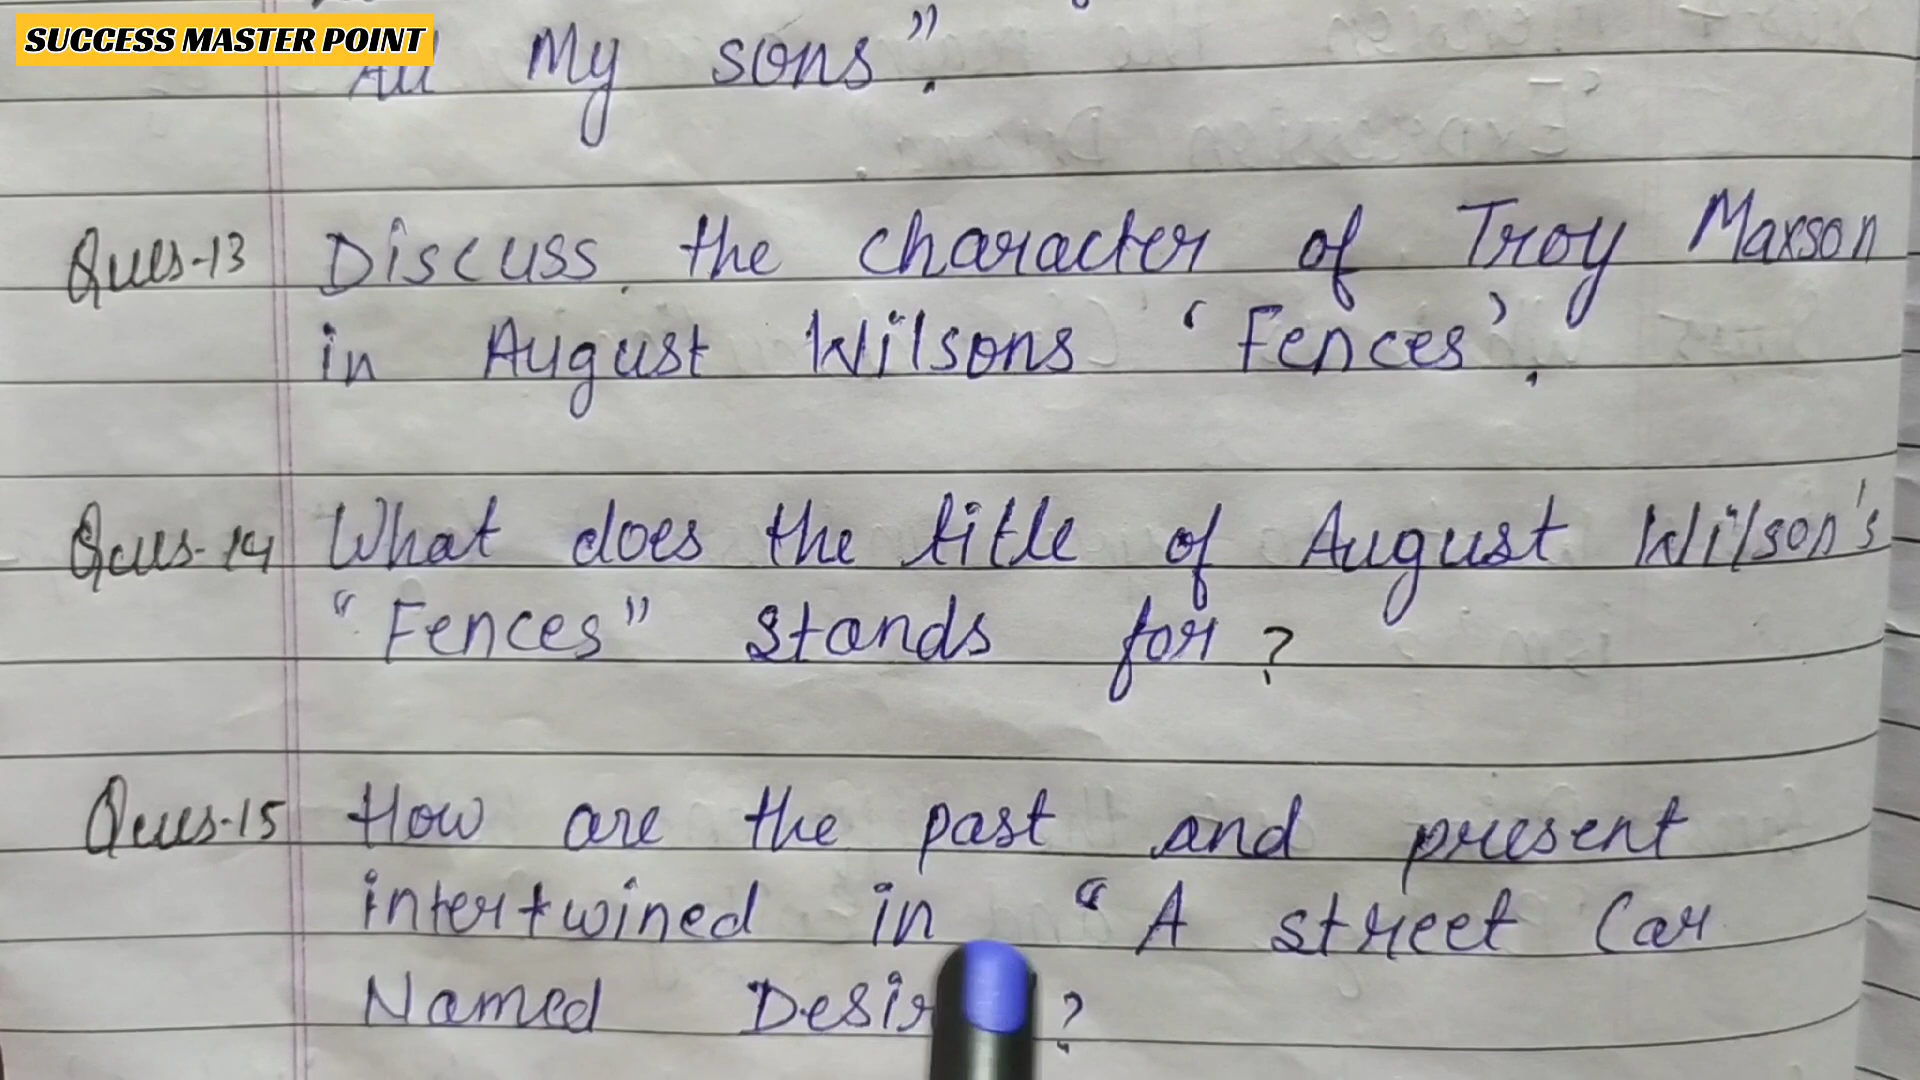 SUCCESS MASTER POINT
All My sons".
Ques-13 Discuss the character of Troy Maxson
in August Wilsons 'Fences'.
Ques-14 What does the title of August Wilson's
"Fences" Stands for ?
Ques-15 How are the past and present
intertwined in "A street Car
Named Desir ?